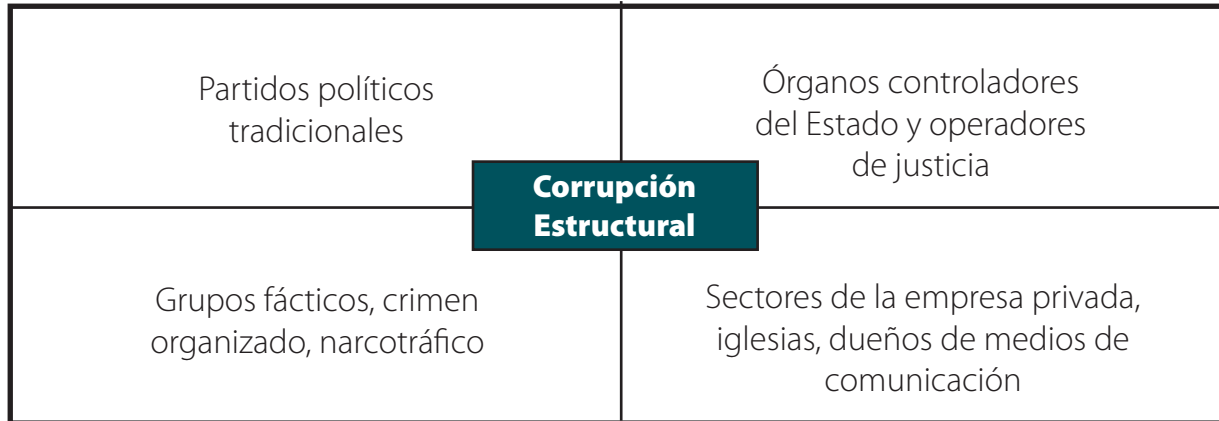 Partidos políticos
tradicionales
Órganos controladores
del Estado y operadores
de justicia
Corrupción
Estructural
Grupos fácticos, crimen
organizado, narcotráfico
Sectores de la empresa privada,
iglesias, dueños de medios de
comunicación